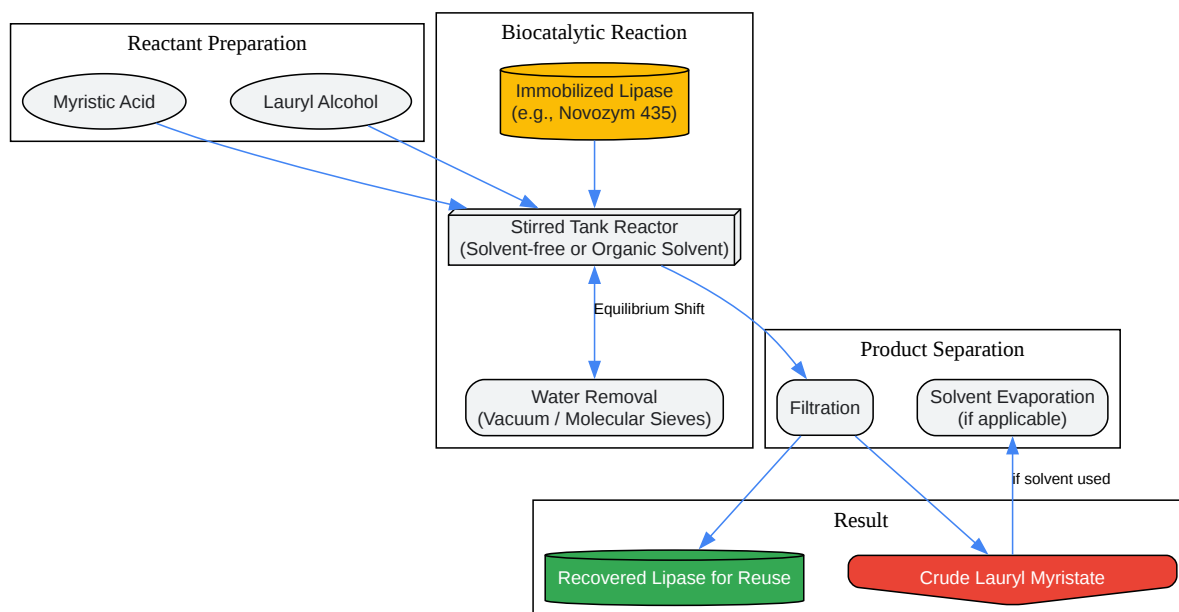 Reactant Preparation
Myristic Acid
Lauryl Alcohol
Biocatalytic Reaction
Immobilized Lipase
(e.g., Novozym 435)
Stirred Tank Reactor
(Solvent-free or Organic Solvent)
Equilibrium Shift
Water Removal
(Vacuum / Molecular Sieves)
Product Separation
Filtration
Solvent Evaporation
(if applicable)
if solvent used
Result
Recovered Lipase for Reuse
Crude Lauryl Myristate